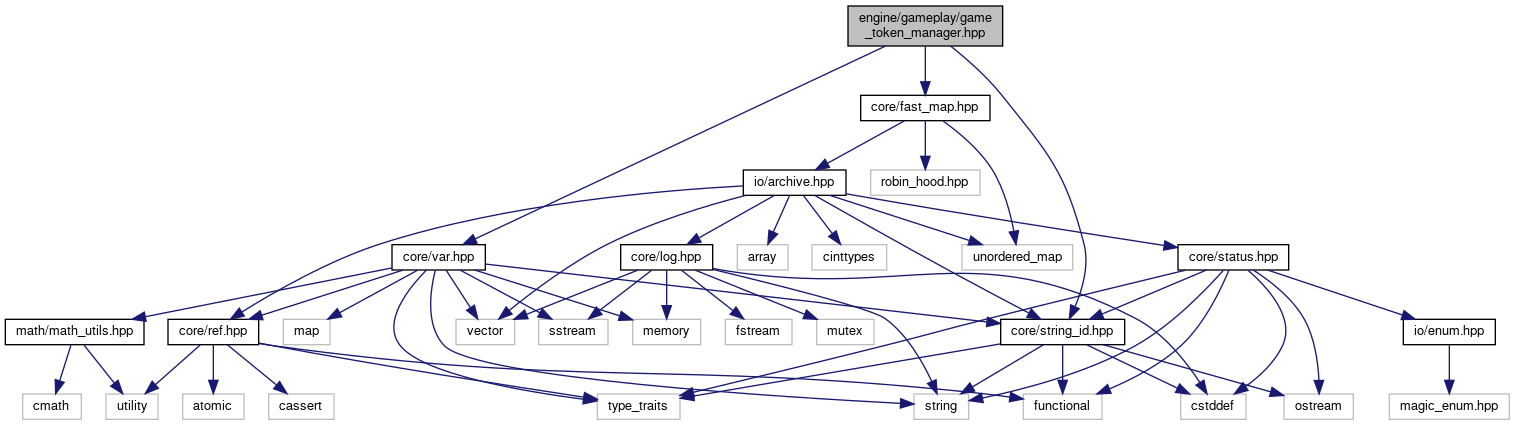 engine/gameplay/game
_token_manager.hpp
core/fast_map.hpp
io/archive.hpp
robin_hood.hpp
core/var.hpp
core/log.hpp
array
cinttypes
unordered_map
core/status.hpp
math/math_utils.hpp
core/ref.hpp
map
vector
sstream
memory
fstream
mutex
core/string_id.hpp
io/enum.hpp
cmath
utility
atomic
cassert
type_traits
string
functional
cstddef
ostream
magic_enum.hpp